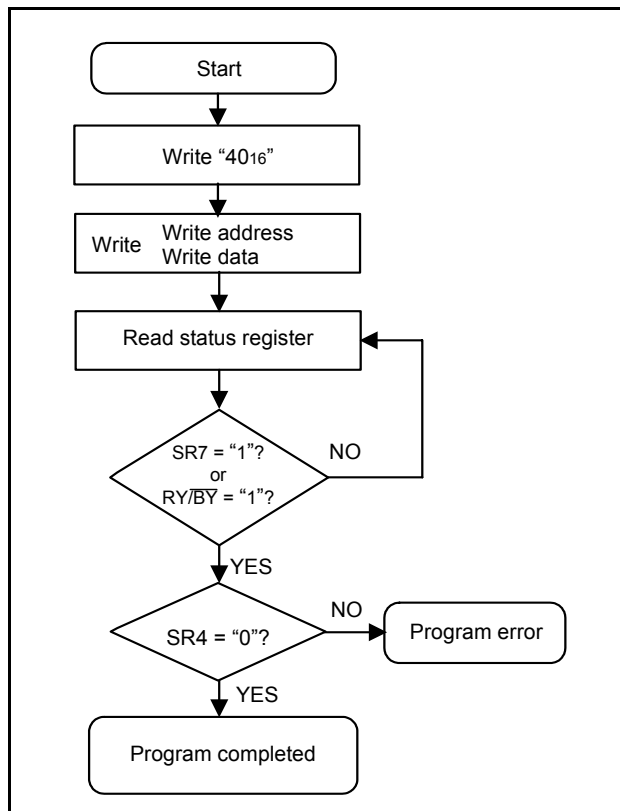 Start
Write “40₁₆”
Write Write address
Write data
Read status register
SR7 = “1”?
or
RY/B̅Y̅ = “1”?
NO
YES
SR4 = “0”?
NO
Program error
YES
Program completed